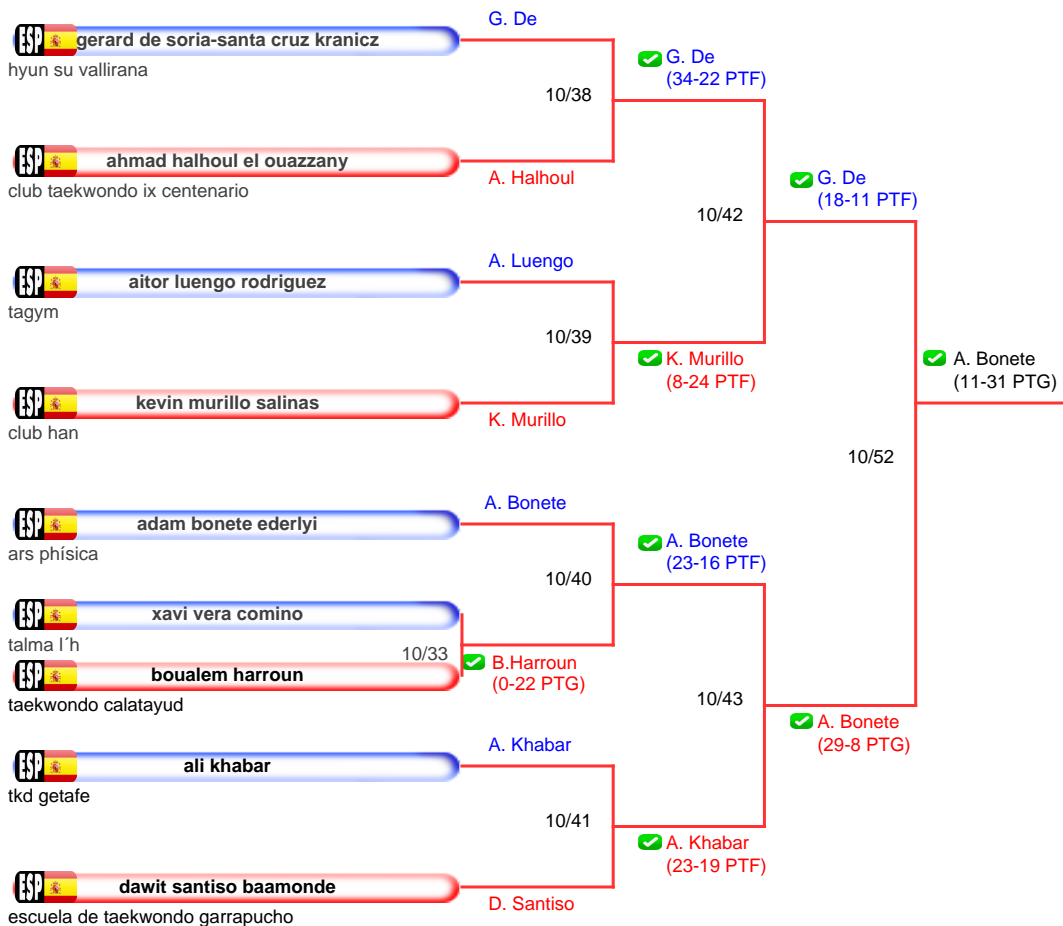 G. De
ESP gerard de soria-santa cruz kranicz
hyun su vallirana
G. De
(34-22 PTF)
10/38
ESP ahmad halhoul el ouazzany
A. Halhoul
club taekwondo ix centenario
G. De
(18-11 PTF)
10/42
A. Luengo
ESP aitor luengo rodriguez
tagym
10/39
K. Murillo
(8-24 PTF)
A. Bonete
(11-31 PTG)
ESP kevin murillo salinas
K. Murillo
club han
10/52
A. Bonete
ESP adam bonete ederlyi
ars phísica
A. Bonete
(23-16 PTF)
10/40
ESP xavi vera comino
talma l´h
10/33
B.Harroun
(0-22 PTG)
ESP boualem harroun
taekwondo calatayud
10/43
A. Bonete
(29-8 PTG)
A. Khabar
ESP ali khabar
tkd getafe
10/41
A. Khabar
(23-19 PTF)
ESP dawit santiso baamonde
D. Santiso
escuela de taekwondo garrapucho